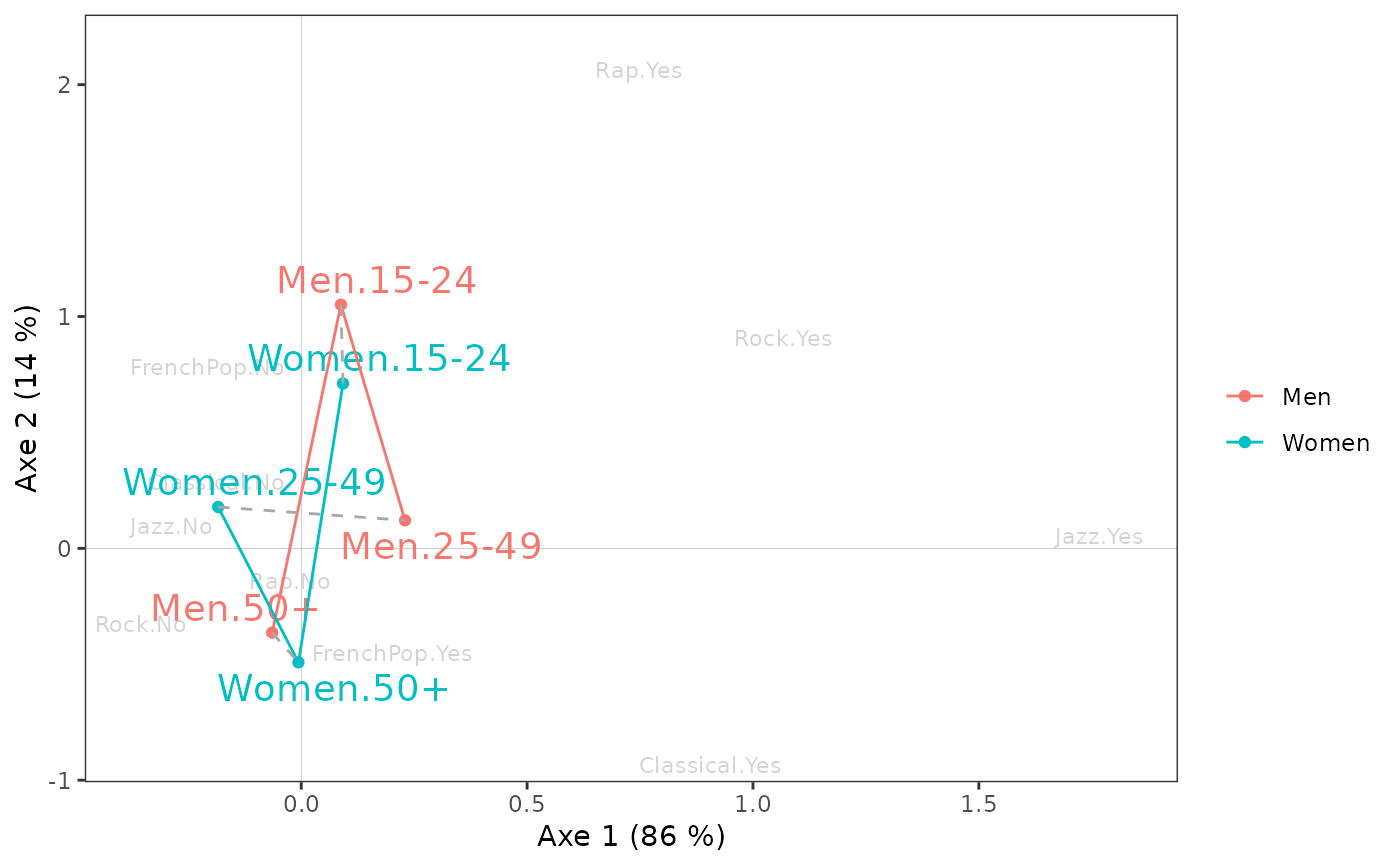 Rap.Yes
2
Men.15-24
1
Rock.Yes
Women.15-24
FrenchPop.No
Men
Women
Women.25-49
Classical.No
Jazz.No
Men.25-49
Jazz.Yes
0
Rap.No
Men.50+
Rock.No
FrenchPop.Yes
Women.50+
Classical.Yes
-1
0.0 0.5 1.0 1.5
Axe 1 (86 %)
Axe 2 (14 %)